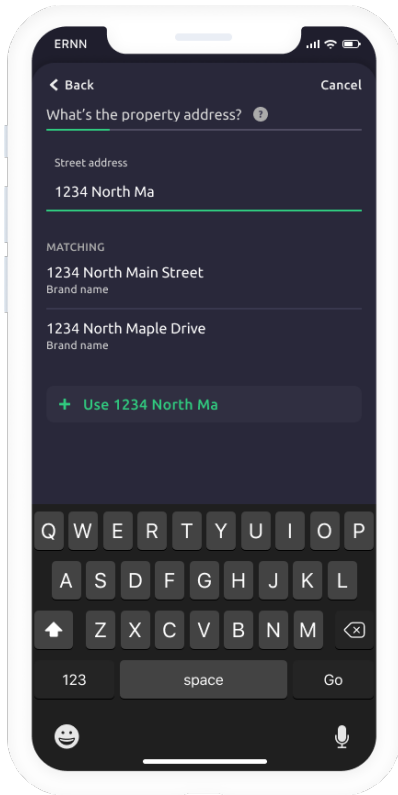 ERNN
Back
Cancel
What's the property address? ?
Street address
1234 North Ma
MATCHING
1234 North Main Street
Brand name
1234 North Maple Drive
Brand name
+ Use 1234 North Ma
Q W E R T Y U I O P
A S D F G H J K L
Z X C V B N M
123 space Go